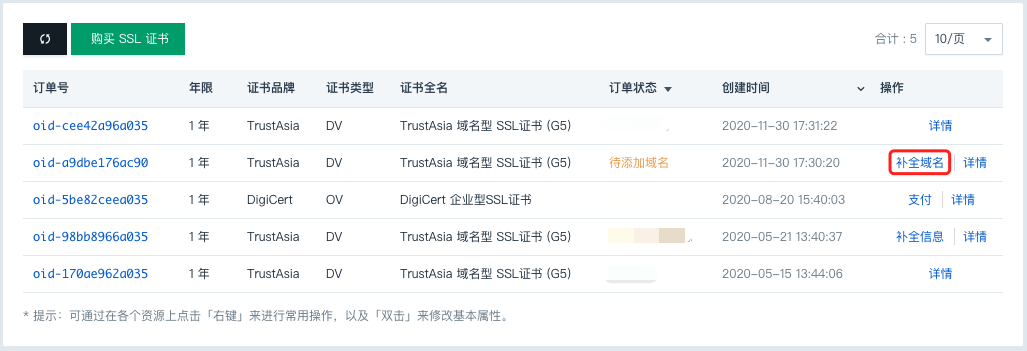 购买 SSL 证书 合计：5 10/页
订单号 年限 证书品牌 证书类型 证书全名 订单状态 创建时间 操作
oid-cee42a96a035 1 年 TrustAsia DV TrustAsia 域名型 SSL证书 (G5) 2020-11-30 17:31:22 详情
oid-a9dbe176ac90 1 年 TrustAsia DV TrustAsia 域名型 SSL证书 (G5) 待添加域名 2020-11-30 17:30:20 补全域名 详情
oid-5be82ceea035 1 年 DigiCert OV DigiCert 企业型SSL证书 2020-08-20 15:40:03 支付 详情
oid-98bb8966a035 1 年 TrustAsia DV TrustAsia 域名型 SSL证书 (G5) 2020-05-21 13:40:37 补全信息 详情
oid-170ae962a035 1 年 TrustAsia DV TrustAsia 域名型 SSL证书 (G5) 2020-05-15 13:44:06 详情
* 提示：可通过在各个资源上点击「右键」来进行常用操作，以及「双击」来修改基本属性。